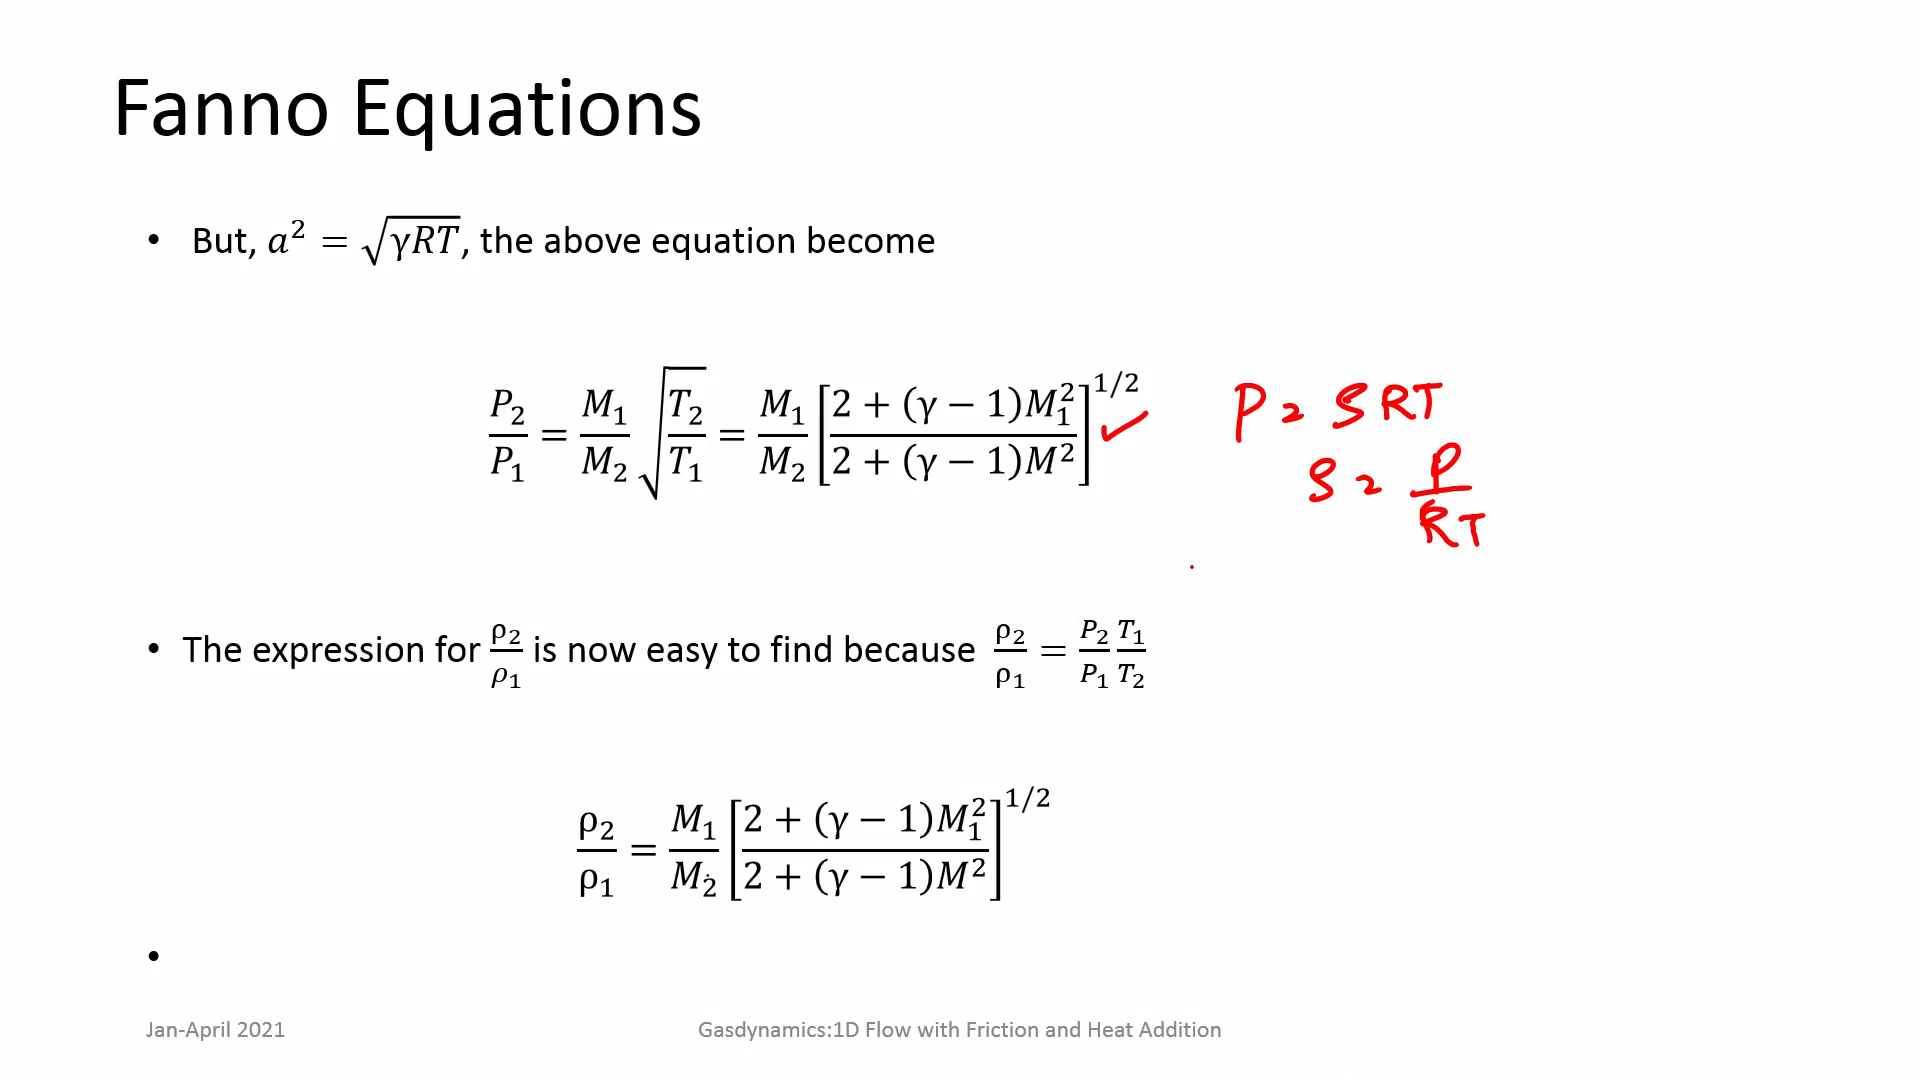 Fanno Equations
• But, a² = √γRT, the above equation become
P₂/P₁ = M₁/M₂ √(T₂/T₁) = M₁/M₂ [2 + (γ − 1)M₁² / 2 + (γ − 1)M²]^1/2 ✓
P = ρRT
ρ = P/RT
• The expression for ρ₂/ρ₁ is now easy to find because ρ₂/ρ₁ = P₂/P₁ T₁/T₂
ρ₂/ρ₁ = M₁/M₂ [2 + (γ − 1)M₁² / 2 + (γ − 1)M²]^1/2
•
Jan-April 2021
Gasdynamics:1D Flow with Friction and Heat Addition